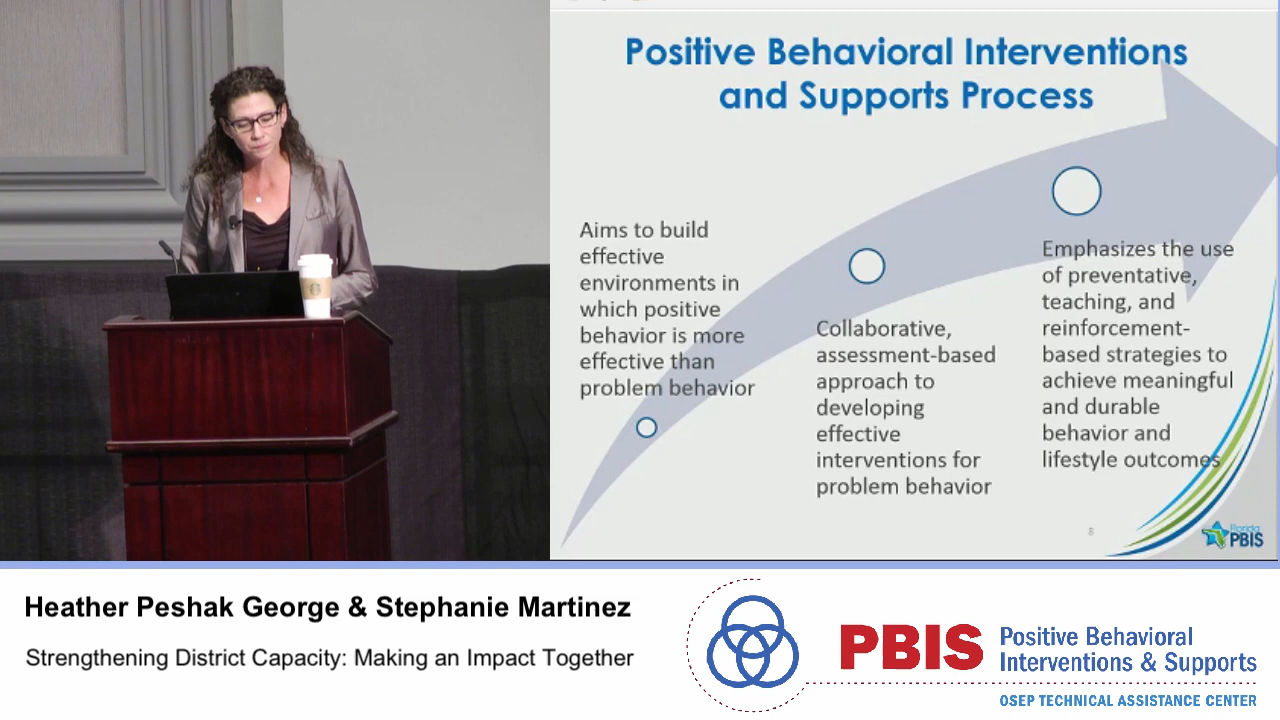 Positive Behavioral Interventions
and Supports Process
Aims to build
effective
environments in
which positive
behavior is more
effective than
problem behavior
Collaborative,
assessment-based
approach to
developing
effective
interventions for
problem behavior
Emphasizes the use
of preventative,
teaching, and
reinforcement-
based strategies to
achieve meaningful
and durable
behavior and
lifestyle outcomes
8
Florida
PBIS
Heather Peshak George & Stephanie Martinez
Strengthening District Capacity: Making an Impact Together
PBIS
Positive Behavioral
Interventions & Supports
OSEP TECHNICAL ASSISTANCE CENTER